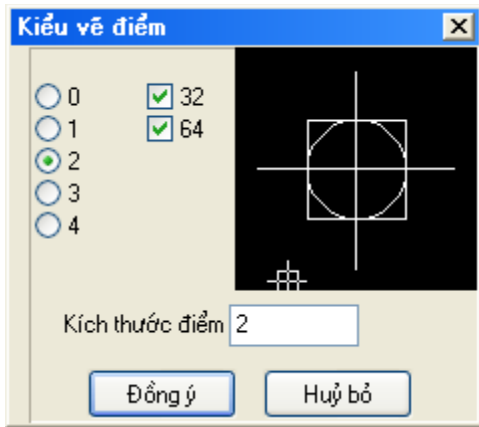 Kiểu vẽ điểm
0 32
1 64
2
3
4
Kích thước điểm 2
Đồng ý Huỷ bỏ